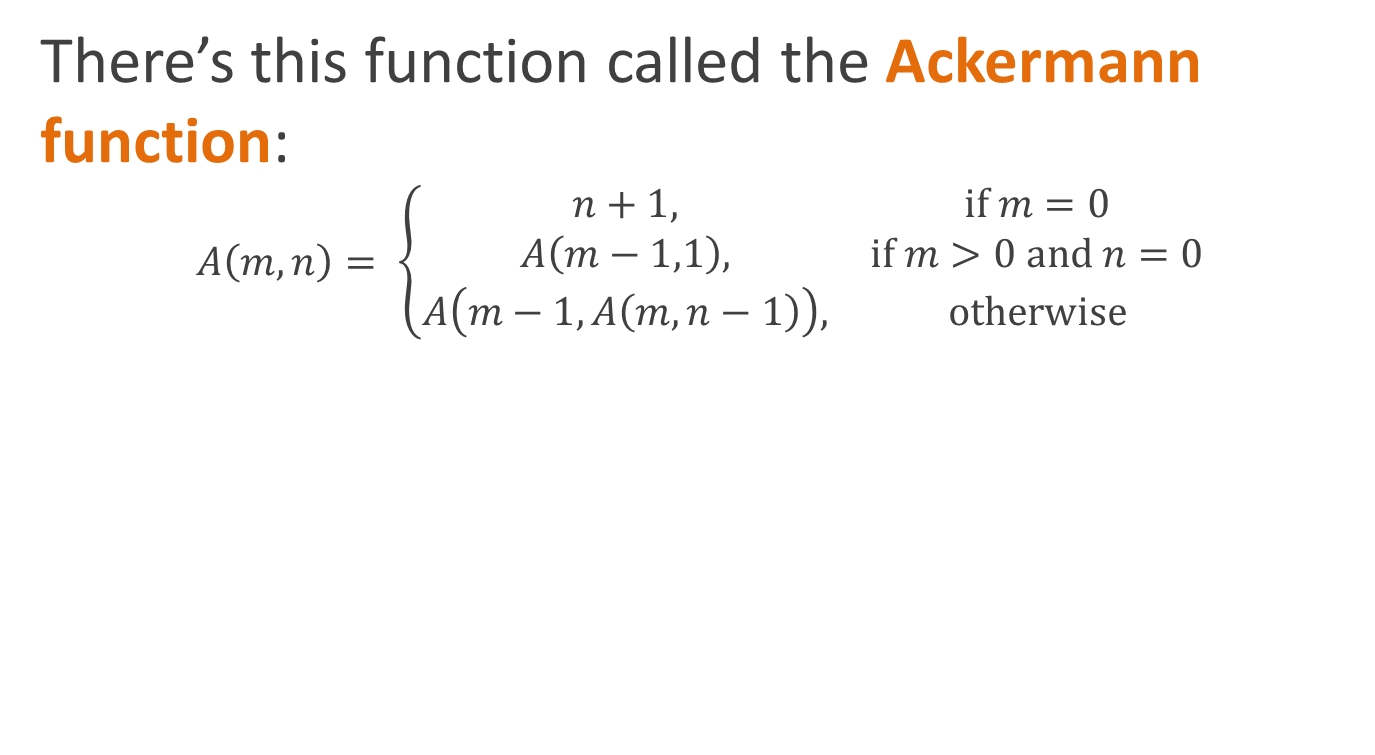 There’s this function called the Ackermann
function:
n + 1, if m = 0
A(m, n) = { A(m − 1,1), if m > 0 and n = 0
A(m − 1, A(m, n − 1)), otherwise